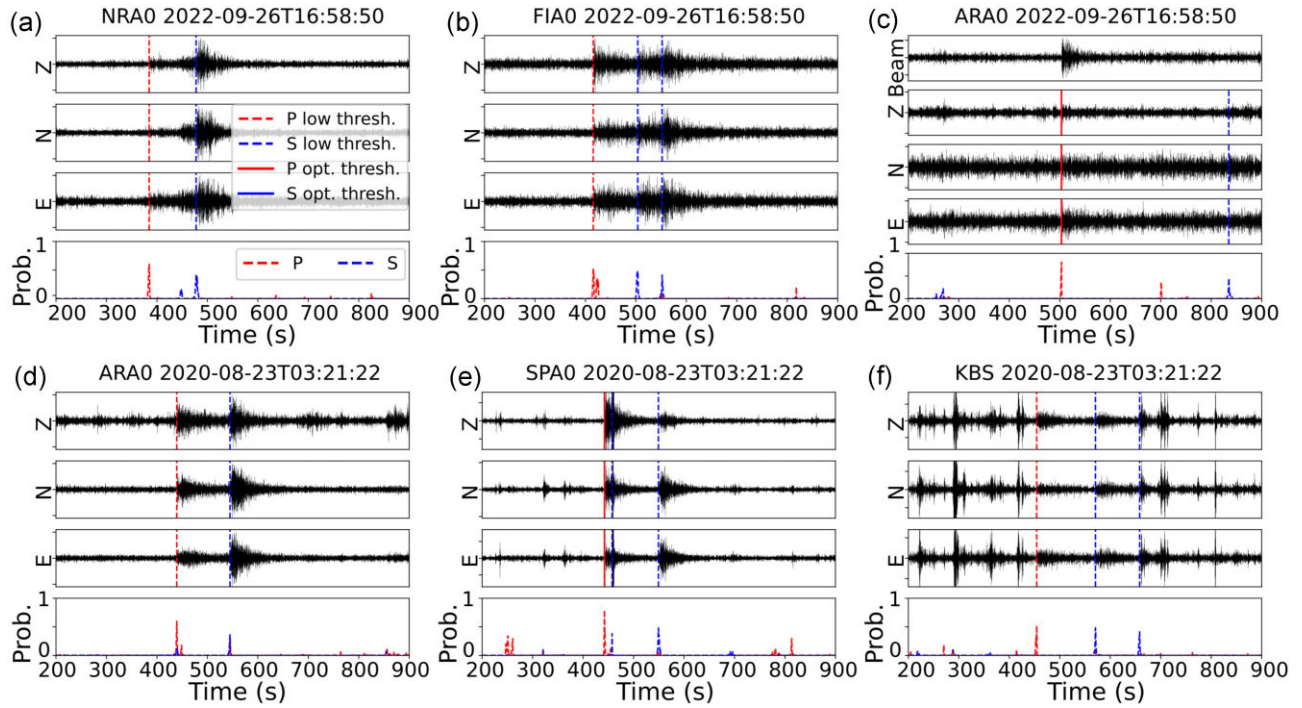 (a) NRA0 2022-09-26T16:58:50
Z
N
E
P low thresh.
S low thresh.
P opt. thresh.
S opt. thresh.
Prob.
1
0
P S
200 300 400 500 600 700 800 900
Time (s)
(b) FIA0 2022-09-26T16:58:50
Z
N
E
Prob.
1
0
200 300 400 500 600 700 800 900
Time (s)
(c) ARA0 2022-09-26T16:58:50
Beam
Z
N
E
Prob.
1
0
200 300 400 500 600 700 800 900
Time (s)
(d) ARA0 2020-08-23T03:21:22
Z
N
E
Prob.
1
0
200 300 400 500 600 700 800 900
Time (s)
(e) SPA0 2020-08-23T03:21:22
Z
N
E
Prob.
1
0
200 300 400 500 600 700 800 900
Time (s)
(f) KBS 2020-08-23T03:21:22
Z
N
E
Prob.
1
0
200 300 400 500 600 700 800 900
Time (s)